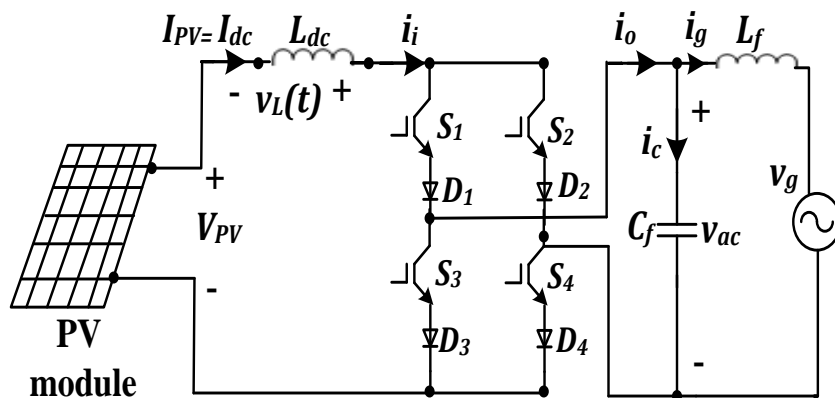 I_PV= I_dc
L_dc
i_i
i_o
i_g
L_f
- v_L(t) +
S_1
S_2
D_1
D_2
+
V_PV
-
i_c
+
v_g
C_f
v_ac
S_3
S_4
D_3
D_4
-
PV
module